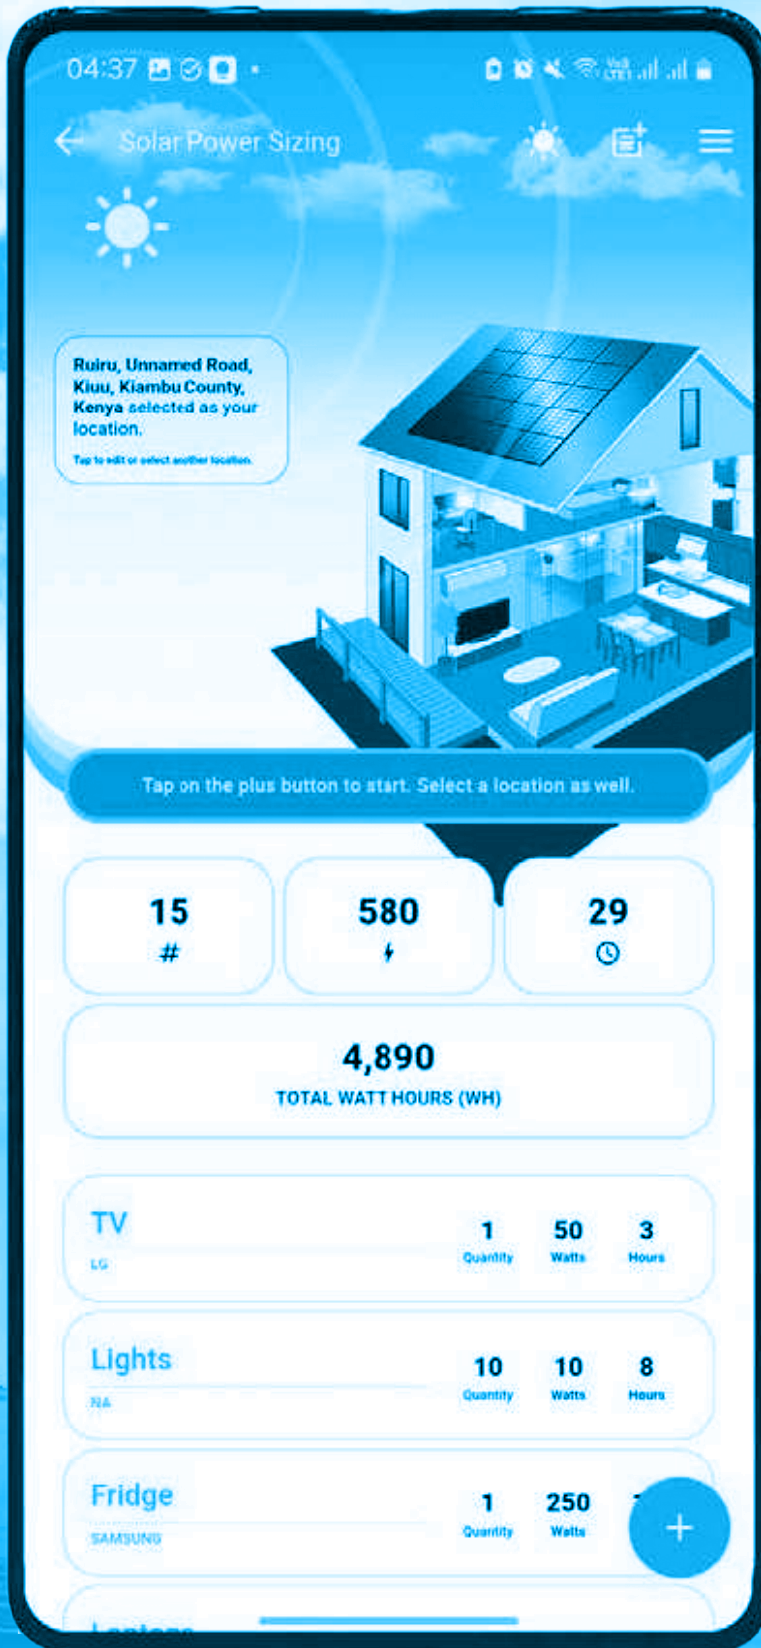 04:37
Solar Power Sizing
Ruiru, Unnamed Road,
Kiuu, Kiambu County,
Kenya selected as your
location.
Tap to edit or select another location.
Tap on the plus button to start. Select a location as well.
15 580 29
#
4,890
TOTAL WATT HOURS (WH)
TV
LG
1 50 3
Quantity Watts Hours
Lights
NA
10 10 8
Quantity Watts Hours
Fridge
SAMSUNG
1 250
Quantity Watts
+